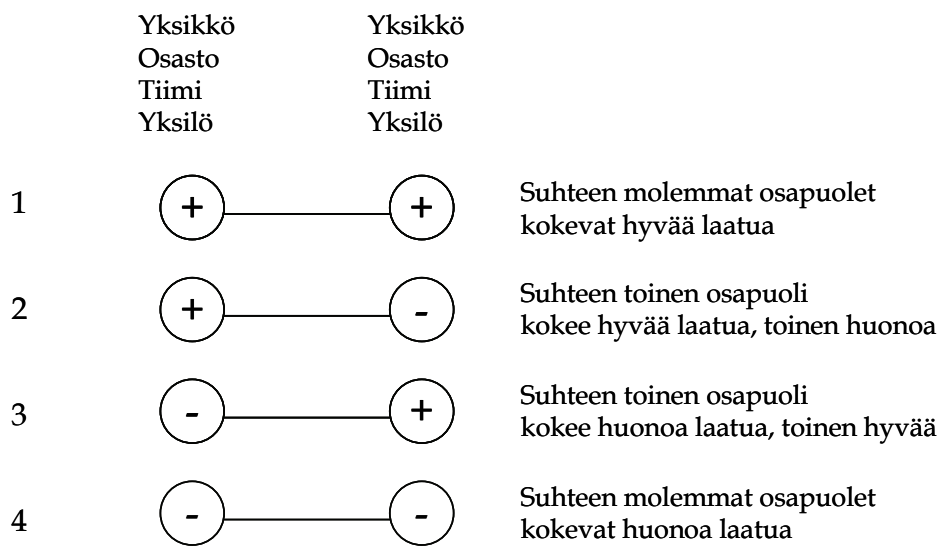 Yksikkö Yksikkö
Osasto Osasto
Tiimi Tiimi
Yksilö Yksilö
1 + + Suhteen molemmat osapuolet
kokevat hyvää laatua
2 + - Suhteen toinen osapuoli
kokee hyvää laatua, toinen huonoa
3 - + Suhteen toinen osapuoli
kokee huonoa laatua, toinen hyvää
4 - - Suhteen molemmat osapuolet
kokevat huonoa laatua